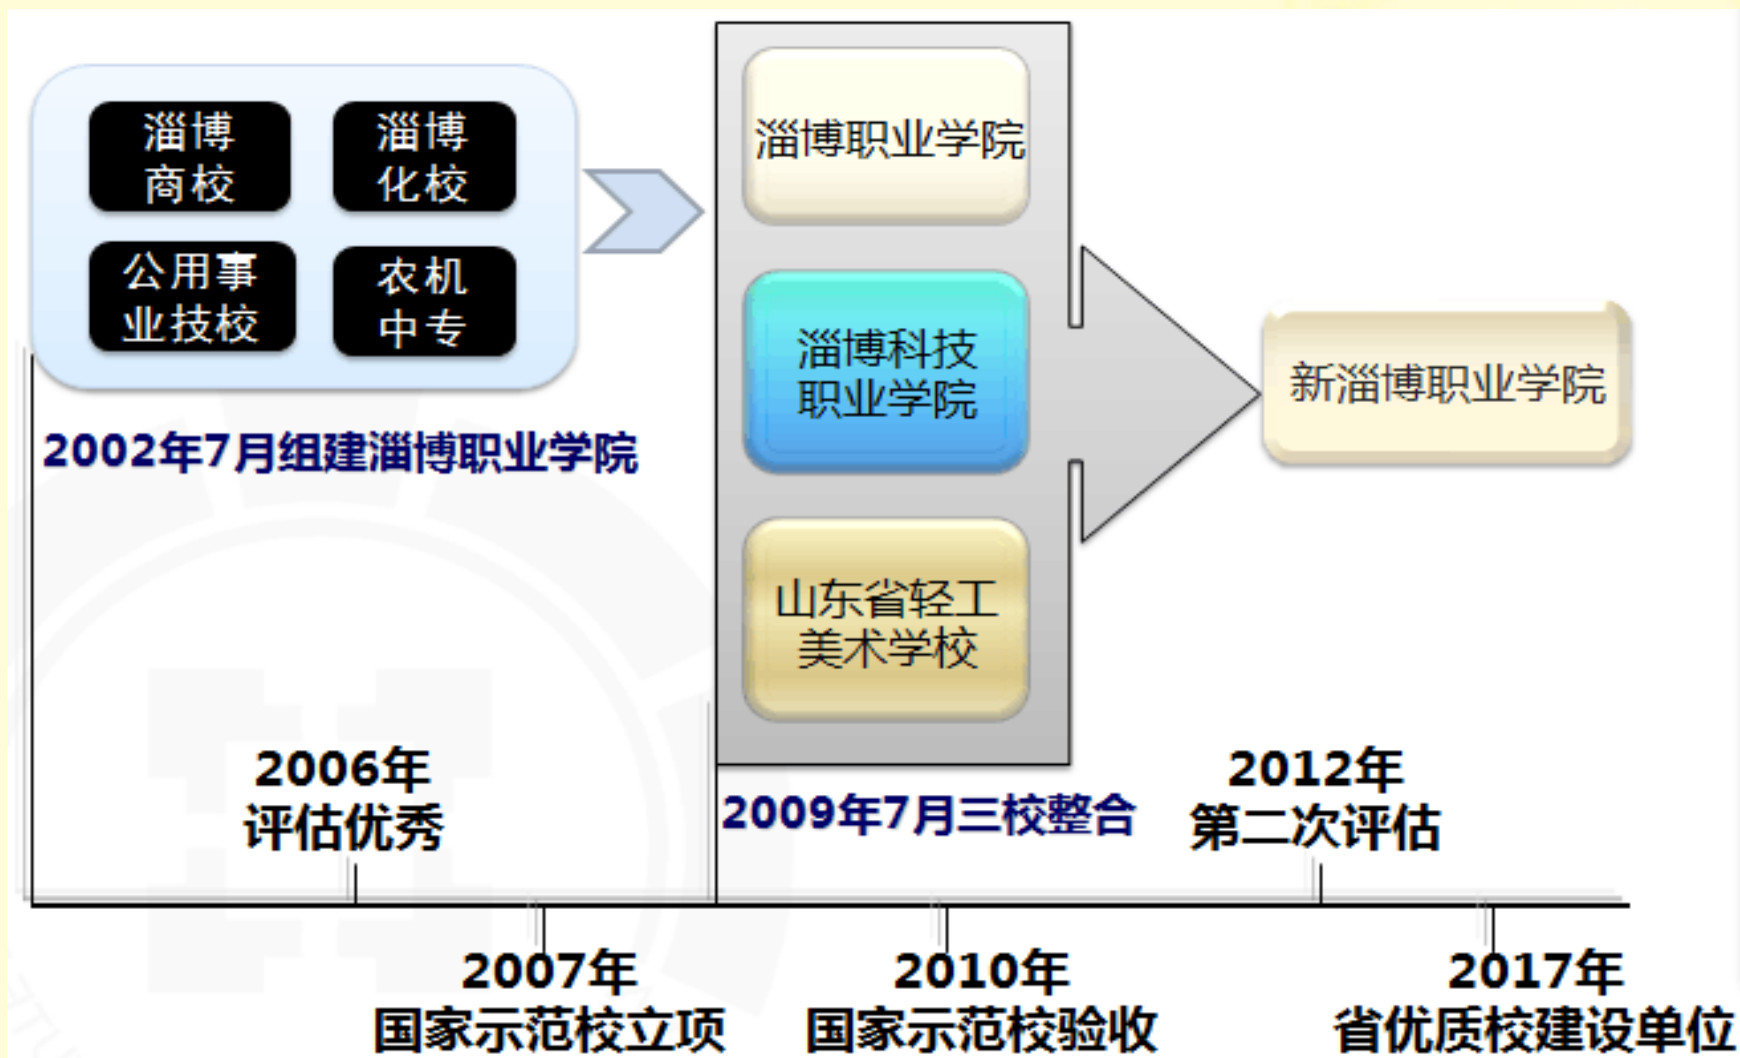 淄博
商校
淄博
化校
公用事
业技校
农机
中专
2002年7月组建淄博职业学院
淄博职业学院
淄博科技
职业学院
山东省轻工
美术学校
新淄博职业学院
2006年
评估优秀
2009年7月三校整合
2012年
第二次评估
2007年
国家示范校立项
2010年
国家示范校验收
2017年
省优质校建设单位